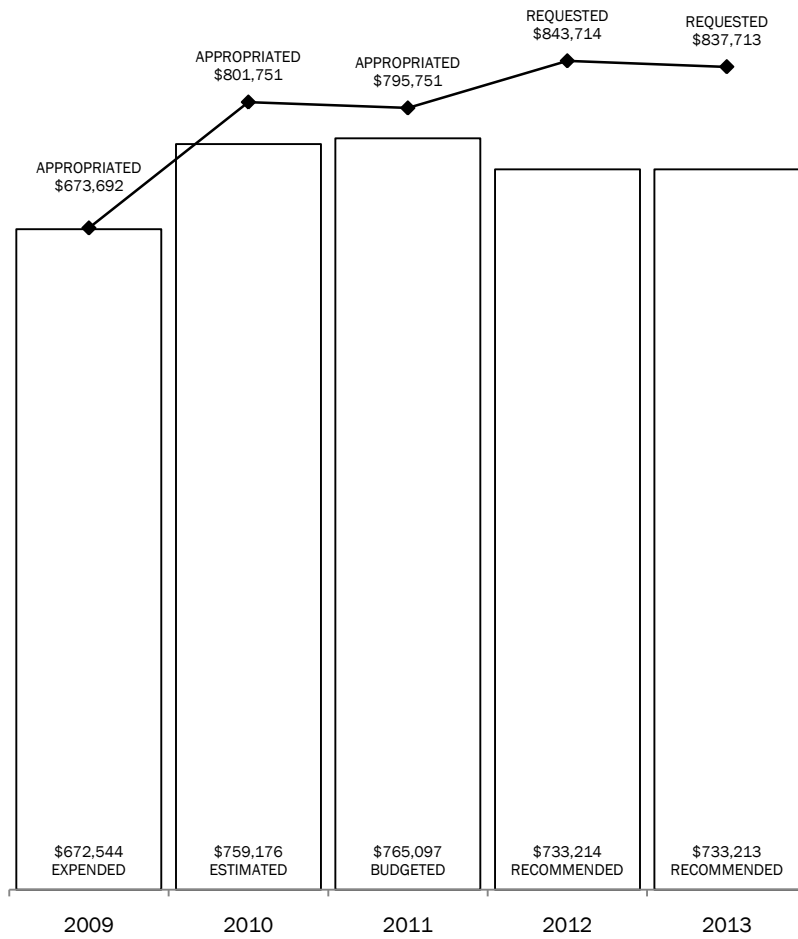 REQUESTED
$843,714
REQUESTED
$837,713
APPROPRIATED
$801,751
APPROPRIATED
$795,751
APPROPRIATED
$673,692
$672,544
EXPENDED
$759,176
ESTIMATED
$765,097
BUDGETED
$733,214
RECOMMENDED
$733,213
RECOMMENDED
2009
2010
2011
2012
2013